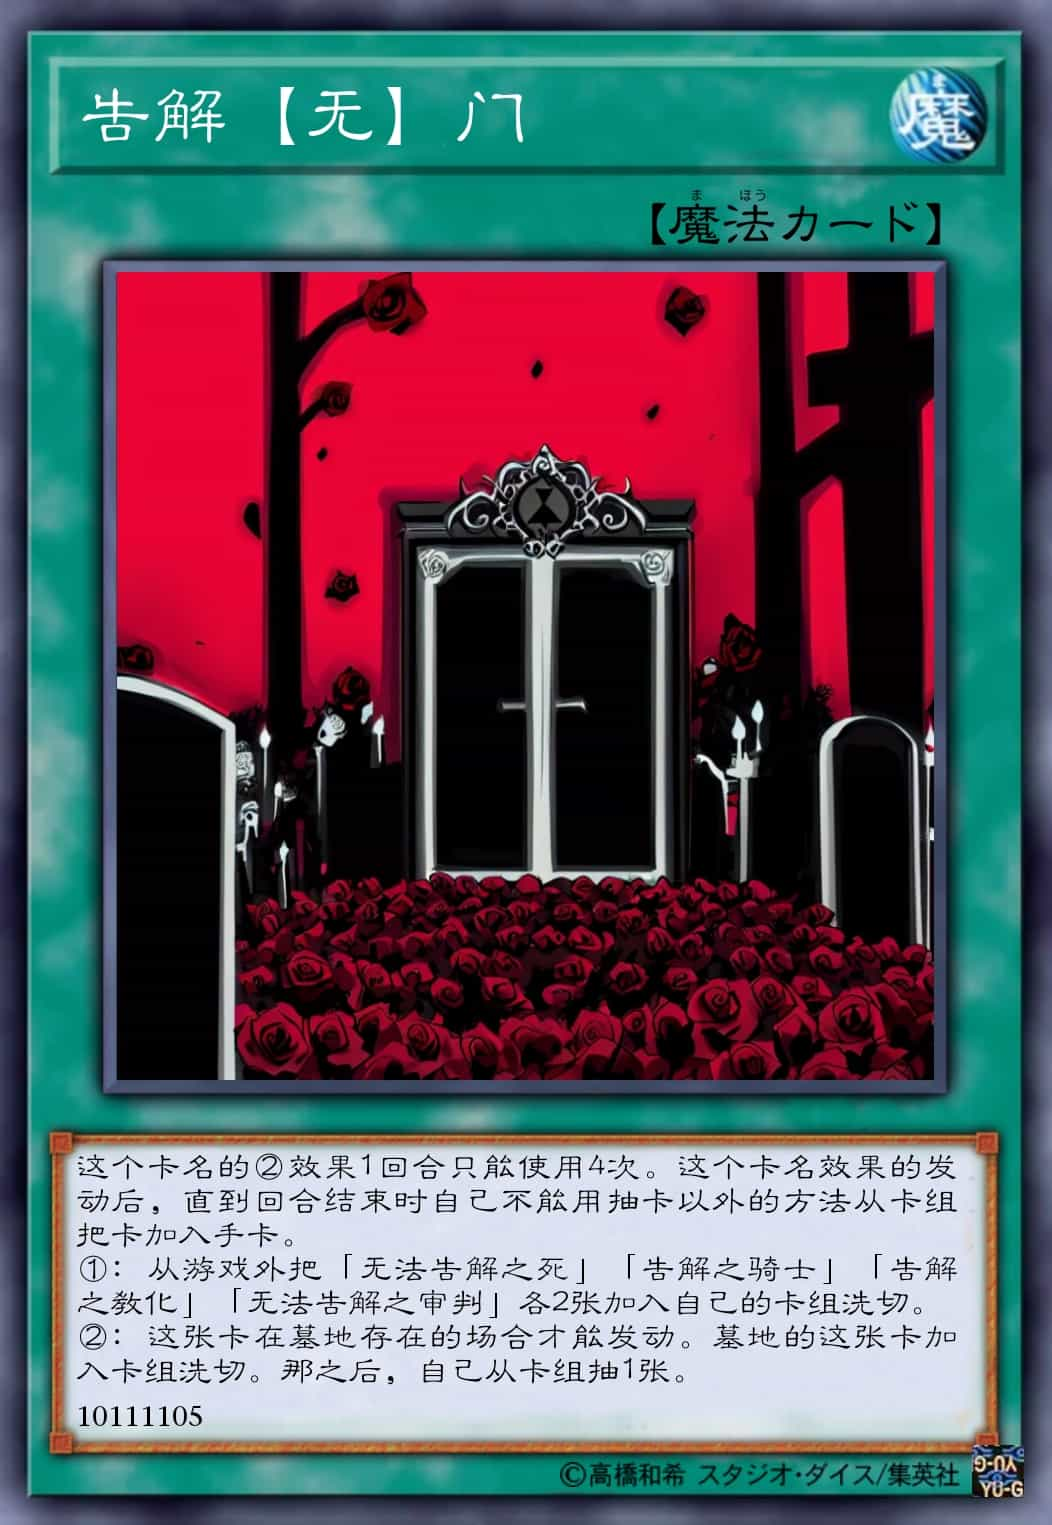 告解【无】门
魔
ま ほう
【魔法カード】
这个卡名的②效果1回合只能使用4次。这个卡名效果的发
动后，直到回合结束时自己不能用抽卡以外的方法从卡组
把卡加入手卡。
①：从游戏外把「无法告解之死」「告解之骑士」「告解
之教化」「无法告解之审判」各2张加入自己的卡组洗切。
②：这张卡在墓地存在的场合才能发动。墓地的这张卡加
入卡组洗切。那之后，自己从卡组抽1张。
10111105
©高橋和希 スタジオ・ダイス/集英社
YU-G
YU-G